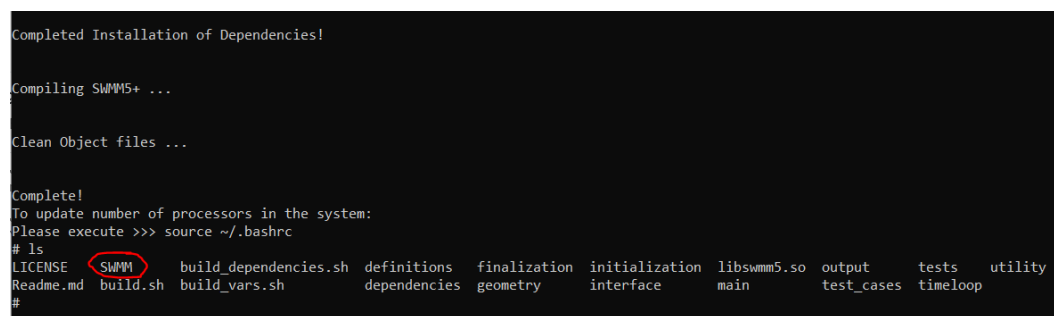 Completed Installation of Dependencies!
Compiling SWMM5+ ...
Clean Object files ...
Complete!
To update number of processors in the system:
Please execute >>> source ~/.bashrc
# ls
LICENSE SWMM build_dependencies.sh definitions finalization initialization libswmm5.so output tests utility
Readme.md build.sh build_vars.sh dependencies geometry interface main test_cases timeloop
#